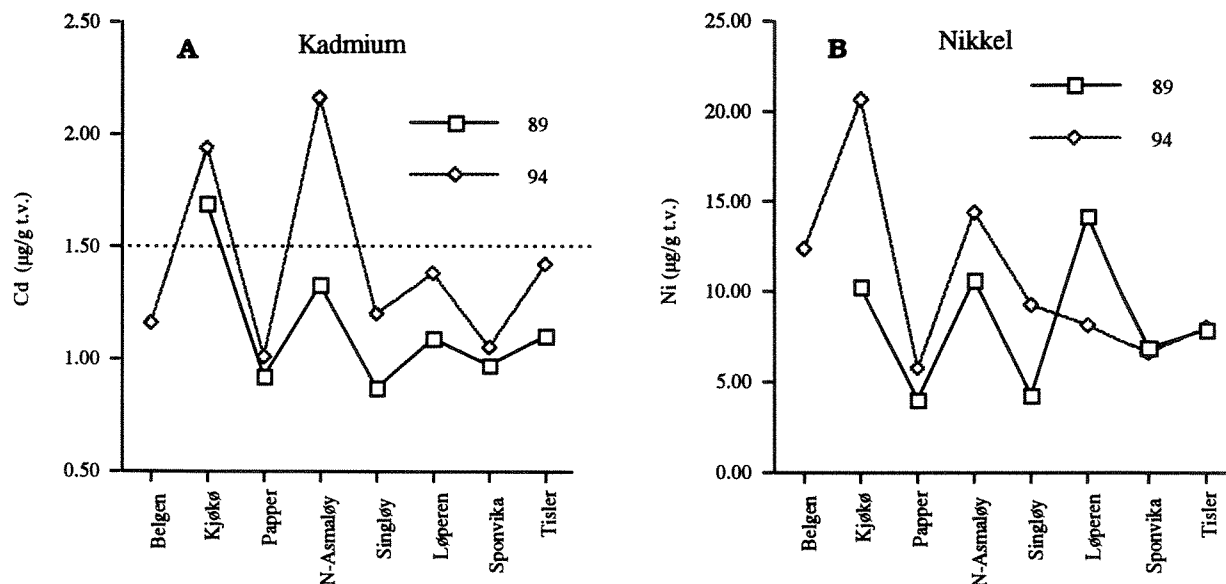 A Kadmium
Cd (µg/g t.v.)
2.50
2.00
1.50
1.00
0.50
89
94
Belgen
Kjøkø
Papper
N-Asmaløy
Singløy
Løperen
Sponvika
Tisler
B Nikkel
Ni (µg/g t.v.)
25.00
20.00
15.00
10.00
5.00
0.00
89
94
Belgen
Kjøkø
Papper
N-Asmaløy
Singløy
Løperen
Sponvika
Tisler